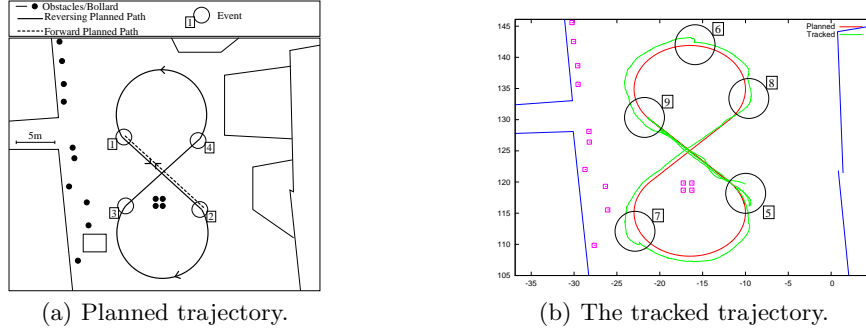 Obstacles/Bollard
Reversing Planned Path
Forward Planned Path
1 Event
5m
1
4
3
2
(a) Planned trajectory.
Planned
Tracked
145
140
135
130
125
120
115
110
105
-35 -30 -25 -20 -15 -10 -5 0
6
8
9
5
7
(b) The tracked trajectory.